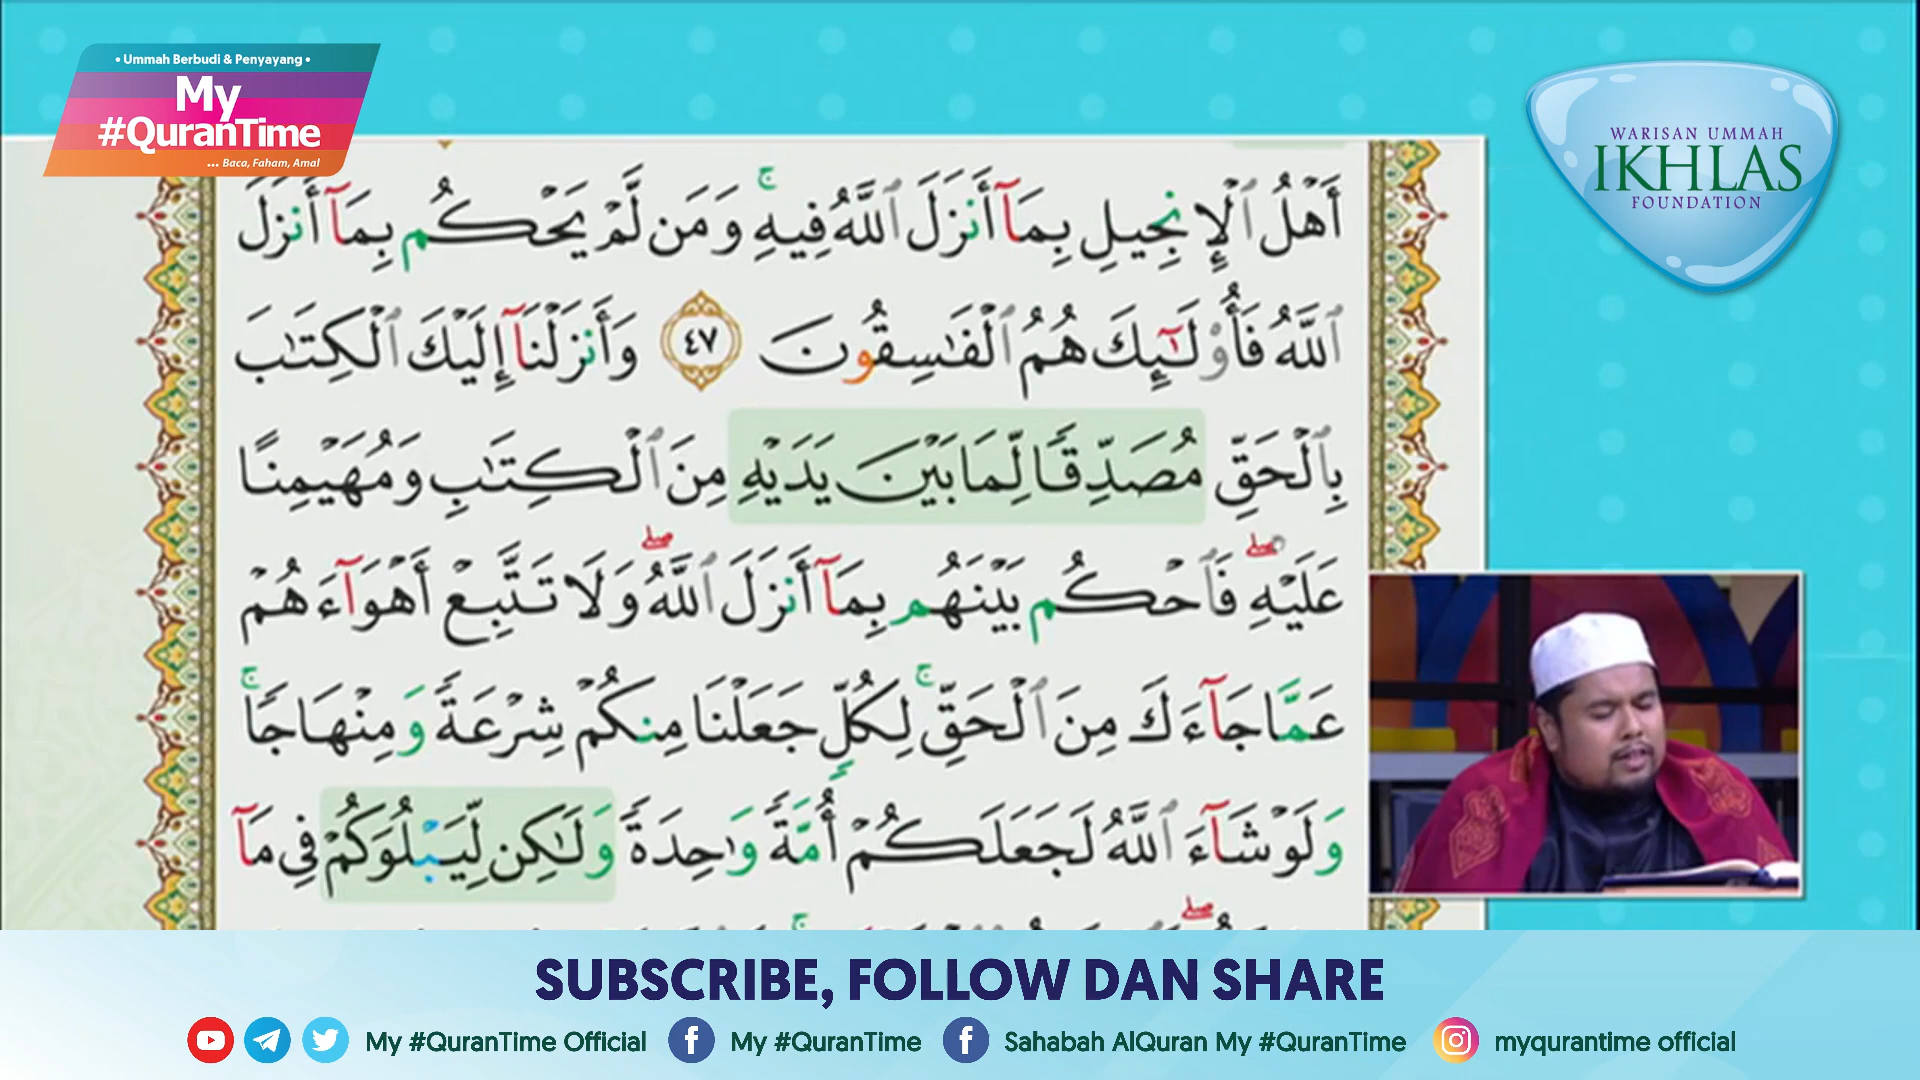 • Ummah Berbudi & Penyayang •
My
#QuranTime
... Baca, Faham, Amal
WARISAN UMMAH
IKHLAS
FOUNDATION
أَهْلُ ٱلْإِنجِيلِ بِمَآ أَنزَلَ ٱللَّهُ فِيهِ ۚ وَمَن لَّمْ يَحْكُم بِمَآ أَنزَلَ
ٱللَّهُ فَأُو۟لَـٰٓئِكَ هُمُ ٱلْفَـٰسِقُونَ ٤٧ وَأَنزَلْنَآ إِلَيْكَ ٱلْكِتَـٰبَ
بِٱلْحَقِّ مُصَدِّقًا لِّمَا بَيْنَ يَدَيْهِ مِنَ ٱلْكِتَـٰبِ وَمُهَيْمِنًا
عَلَيْهِ ۖ فَٱحْكُم بَيْنَهُم بِمَآ أَنزَلَ ٱللَّهُ ۖ وَلَا تَتَّبِعْ أَهْوَآءَهُمْ
عَمَّا جَآءَكَ مِنَ ٱلْحَقِّ ۚ لِكُلٍّ جَعَلْنَا مِنكُمْ شِرْعَةً وَمِنْهَاجًا ۚ
وَلَوْ شَآءَ ٱللَّهُ لَجَعَلَكُمْ أُمَّةً وَٰحِدَةً وَلَـٰكِن لِّيَبْلُوَكُمْ فِى مَآ
SUBSCRIBE, FOLLOW DAN SHARE
My #QuranTime Official My #QuranTime Sahabah AlQuran My #QuranTime myqurantime official